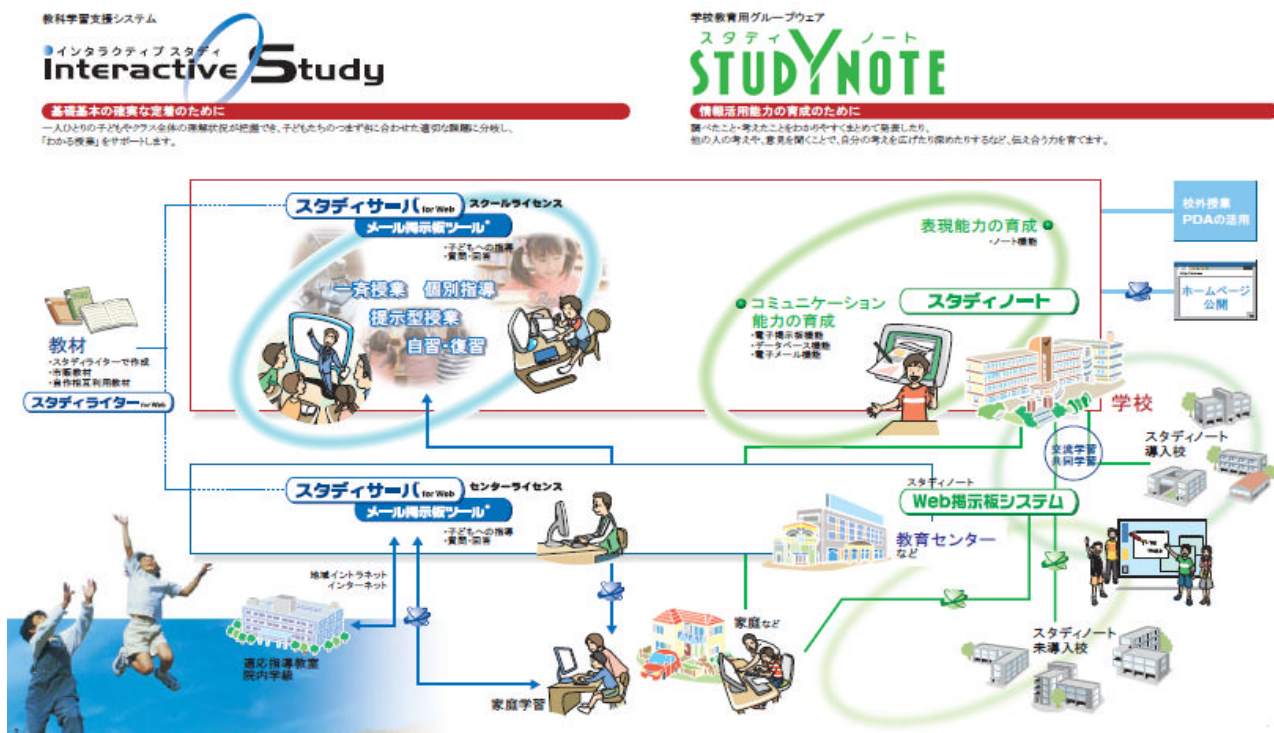 教科学習支援システム
インタラクティブ スタディ
Interactive Study
基礎基本の確実な定着のために
一人ひとりの子どもやクラス全体の理解状況が把握でき、子どもたちのつまずきに合わせた適切な課題に分岐し、
「わかる授業」をサポートします。
学校教育用グループウェア
スタディノート
STUDYNOTE
情報活用能力の育成のために
調べたこと・考えたことをわかりやすくまとめて発表したり、
他の人の考えや、意見を聞くことで、自分の考えを広げたり深めたりするなど、伝え合う力を育てます。
スタディサーバ for Web
スクールライセンス
メール掲示板ツール*
・子どもへの指導
・質問・回答
一斉授業 個別指導
提示型授業
自習・復習
表現能力の育成
・ノート機能
コミュニケーション
能力の育成
・電子掲示板機能
・データベース機能
・電子メール機能
スタディノート
校外授業
PDAの活用
ホームページ
公開
教材
・スタディライターで作成
・市販教材
・自作相互利用教材
スタディライター for Web
学校
交流学習
共同学習
スタディノート
導入校
スタディサーバ for Web
センターライセンス
メール掲示板ツール*
・子どもへの指導
・質問・回答
スタディノート
Web掲示板システム
教育センター
など
地域イントラネット
インターネット
適応指導教室
院内学級
家庭学習
家庭など
スタディノート
未導入校